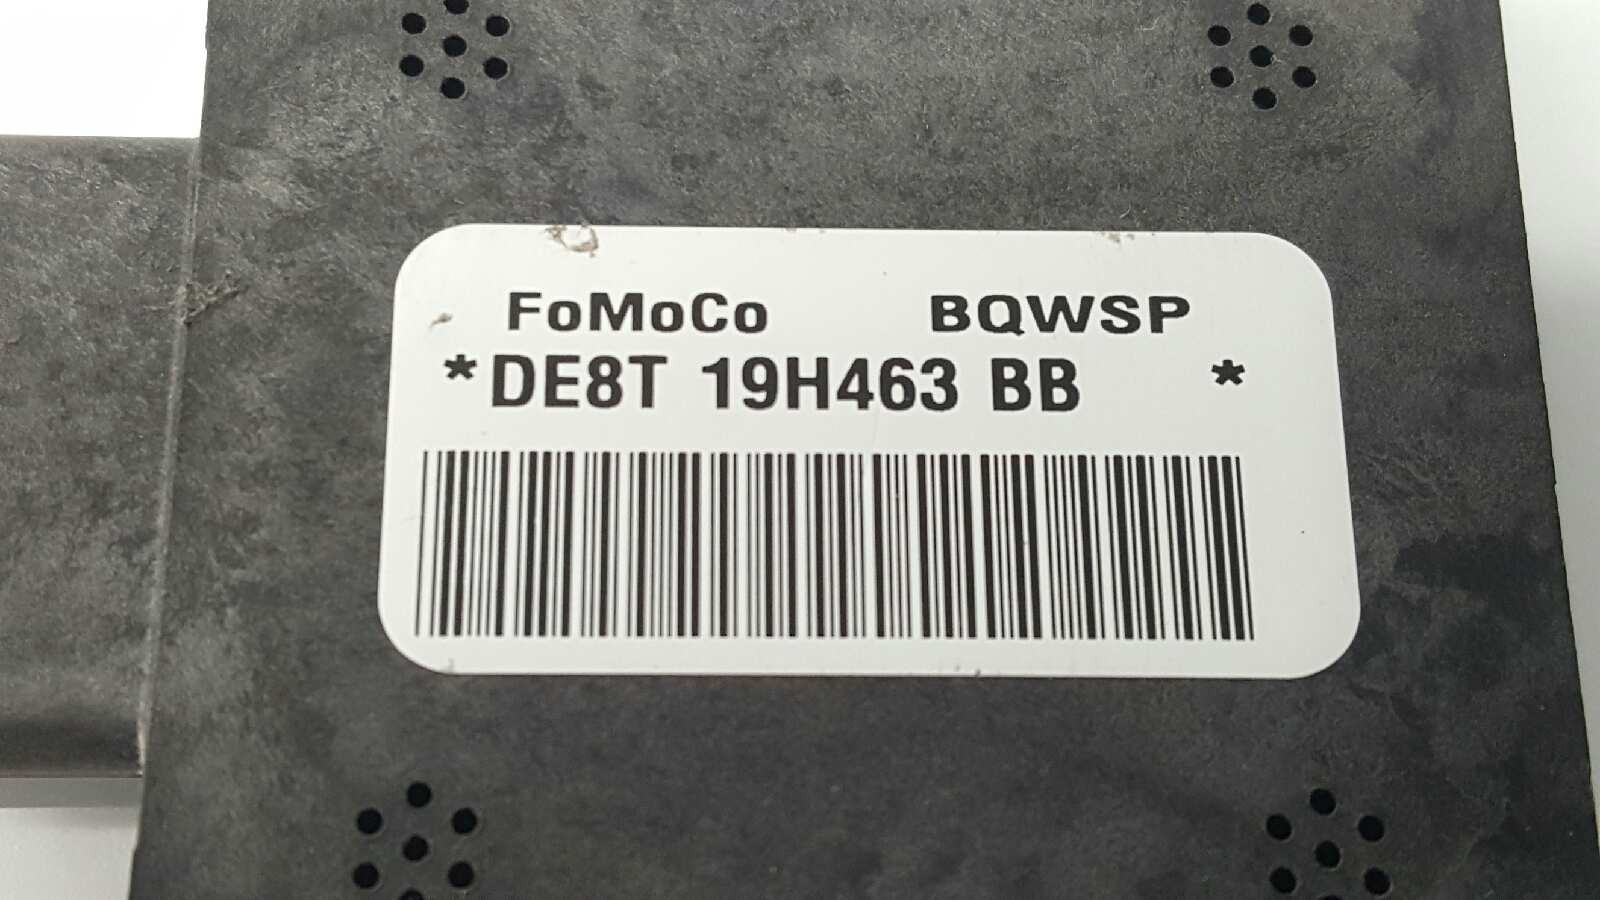 FoMoCo BQWSP
*DE8T 19H463 BB *